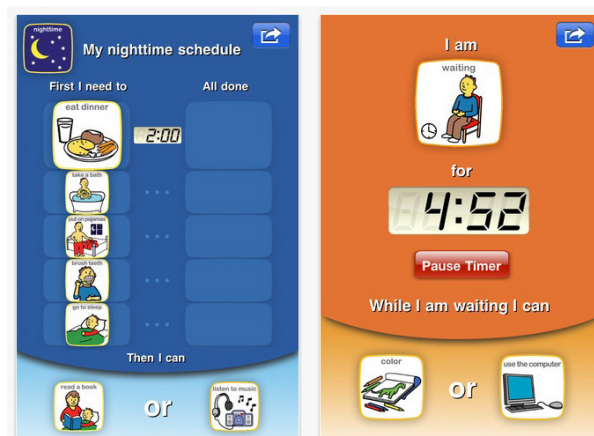 nighttime
My nighttime schedule
First I need to
All done
eat dinner
2:00
take a bath
put on pajamas
brush teeth
go to sleep
Then I can
read a book
or
listen to music
I am
waiting
for
4:52
Pause Timer
While I am waiting I can
color
or
use the computer